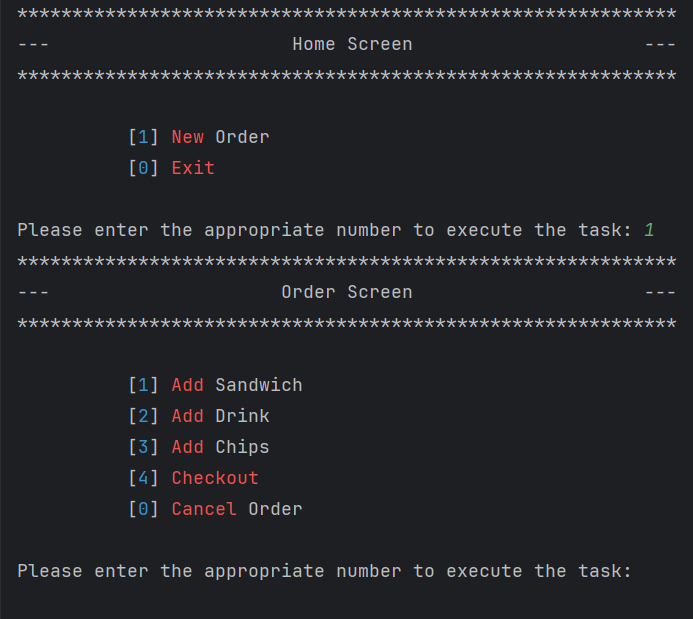 ************************************************************
---                      Home Screen                     ---
************************************************************
[1] New Order
[0] Exit
Please enter the appropriate number to execute the task: 1
************************************************************
---                     Order Screen                     ---
************************************************************
[1] Add Sandwich
[2] Add Drink
[3] Add Chips
[4] Checkout
[0] Cancel Order
Please enter the appropriate number to execute the task: